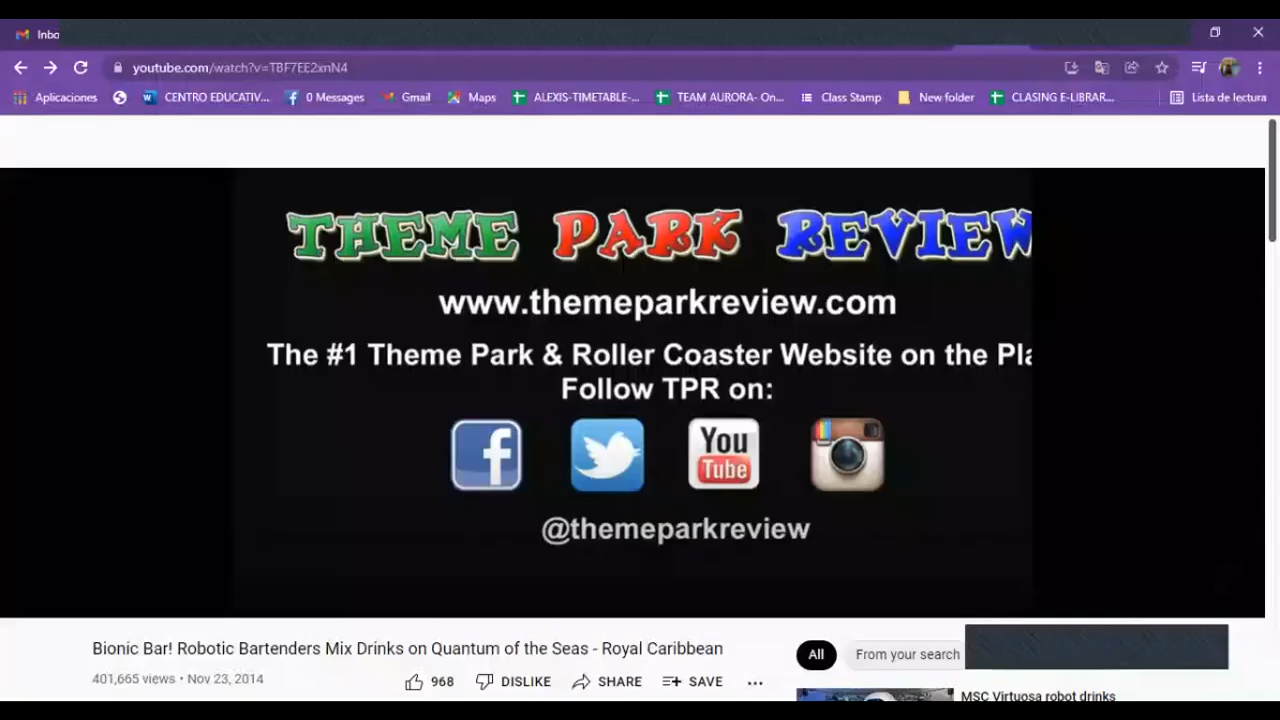 Inbo
youtube.com/watch?v=TBF7EE2xnN4
Aplicaciones
CENTRO EDUCATIV...
0 Messages
Gmail
Maps
ALEXIS-TIMETABLE-...
TEAM AURORA- On...
Class Stamp
New folder
CLASING E-LIBRAR...
Lista de lectura
THEME PARK REVIEW
www.themeparkreview.com
The #1 Theme Park & Roller Coaster Website on the Pla
Follow TPR on:
You
Tube
@themeparkreview
Bionic Bar! Robotic Bartenders Mix Drinks on Quantum of the Seas - Royal Caribbean
401,665 views • Nov 23, 2014
968
DISLIKE
SHARE
SAVE
All
From your search
MSC Virtuosa robot drinks